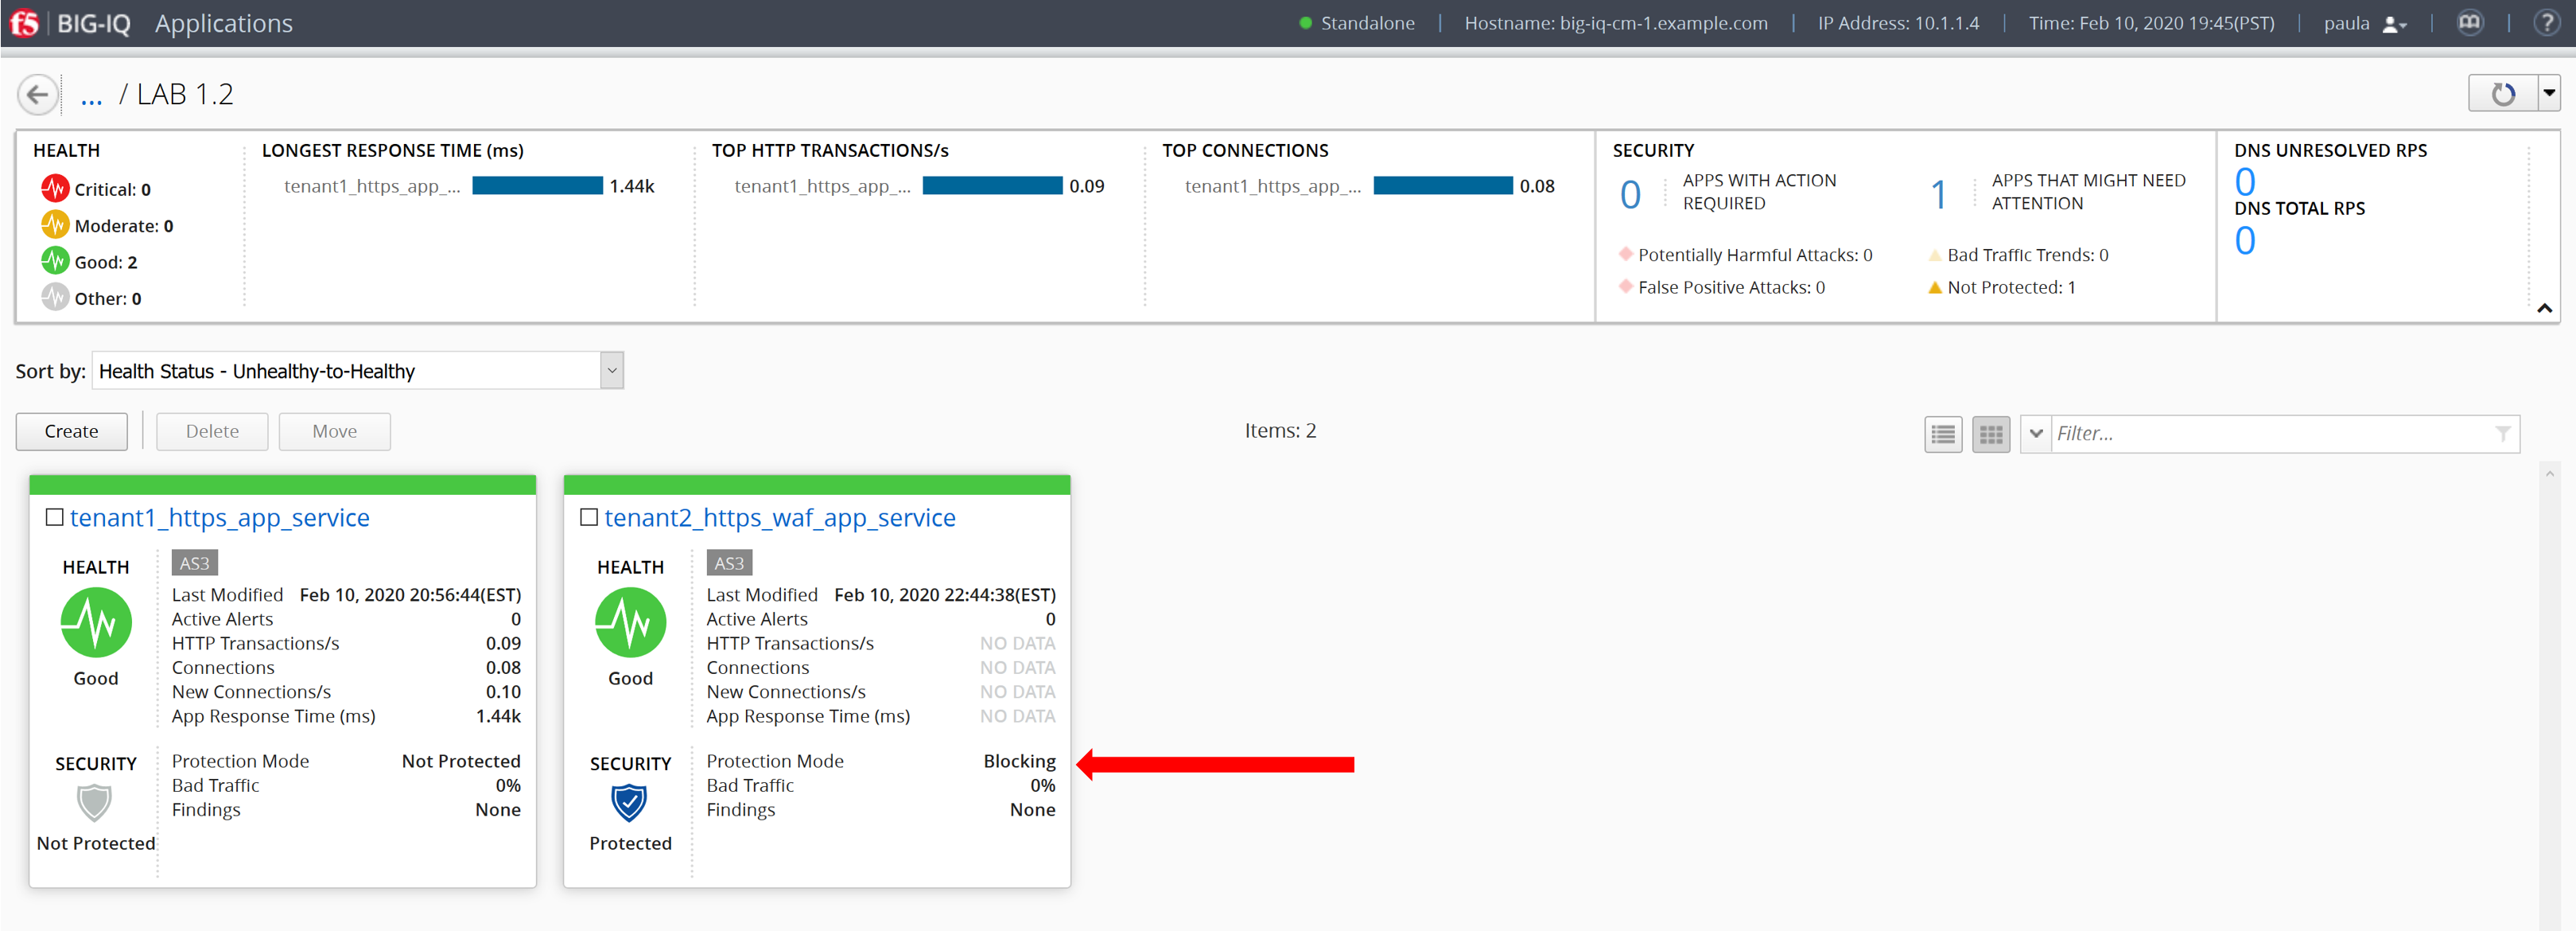 f5 BIG-IQ Applications Standalone Hostname: big-iq-cm-1.example.com IP Address: 10.1.1.4 Time: Feb 10, 2020 19:45(PST) paula ?
... / LAB 1.2
HEALTH
Critical: 0
Moderate: 0
Good: 2
Other: 0
LONGEST RESPONSE TIME (ms)
tenant1_https_app_... 1.44k
TOP HTTP TRANSACTIONS/s
tenant1_https_app_... 0.09
TOP CONNECTIONS
tenant1_https_app_... 0.08
SECURITY
0 APPS WITH ACTION REQUIRED
1 APPS THAT MIGHT NEED ATTENTION
Potentially Harmful Attacks: 0
Bad Traffic Trends: 0
False Positive Attacks: 0
Not Protected: 1
DNS UNRESOLVED RPS
0
DNS TOTAL RPS
0
Sort by: Health Status - Unhealthy-to-Healthy
Create Delete Move Items: 2 Filter...
tenant1_https_app_service
HEALTH
Good
AS3
Last Modified Feb 10, 2020 20:56:44(EST)
Active Alerts 0
HTTP Transactions/s 0.09
Connections 0.08
New Connections/s 0.10
App Response Time (ms) 1.44k
SECURITY
Not Protected
Protection Mode Not Protected
Bad Traffic 0%
Findings None
tenant2_https_waf_app_service
HEALTH
Good
AS3
Last Modified Feb 10, 2020 22:44:38(EST)
Active Alerts 0
HTTP Transactions/s NO DATA
Connections NO DATA
New Connections/s NO DATA
App Response Time (ms) NO DATA
SECURITY
Protected
Protection Mode Blocking
Bad Traffic 0%
Findings None